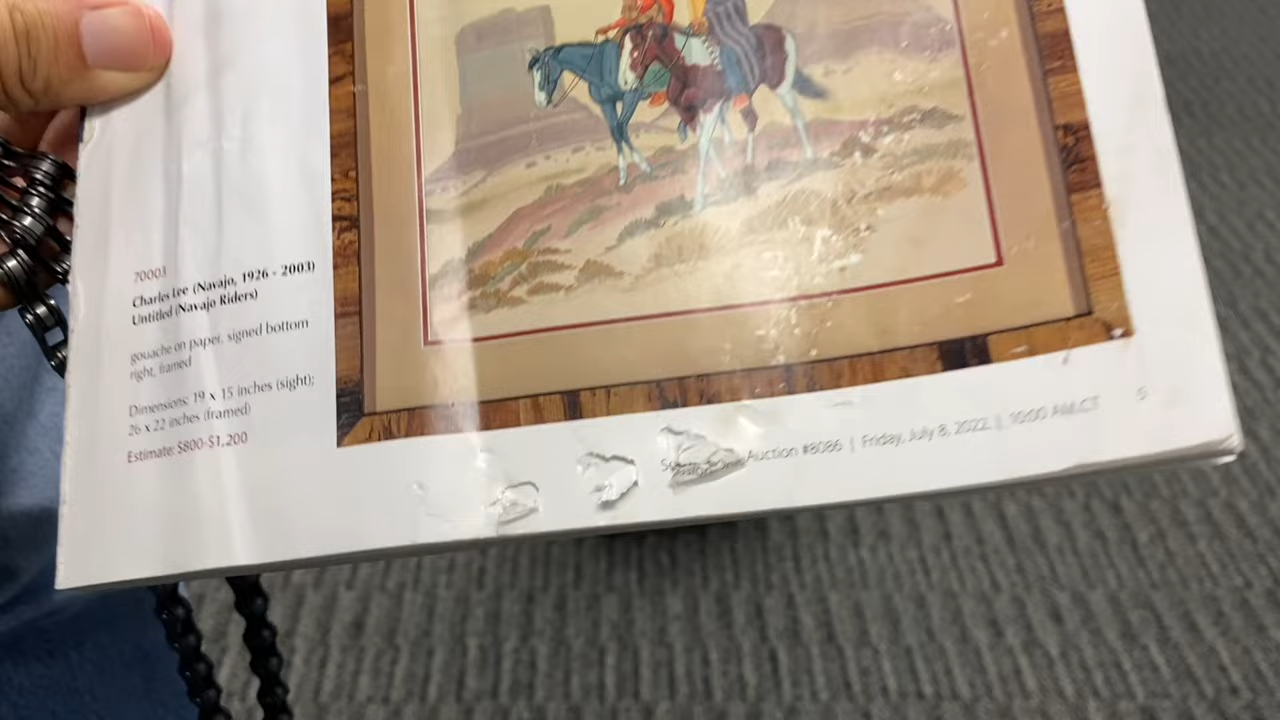 70003
Charles Lee (Navajo, 1926 - 2003)
Untitled (Navajo Riders)
gouache on paper, signed bottom
right, framed
Dimensions: 19 x 15 inches (sight);
26 x 22 inches (framed)
Estimate: $800-$1,200
Auction #8086 | Friday, July 8, 2022 | 10:00 AM CT
5